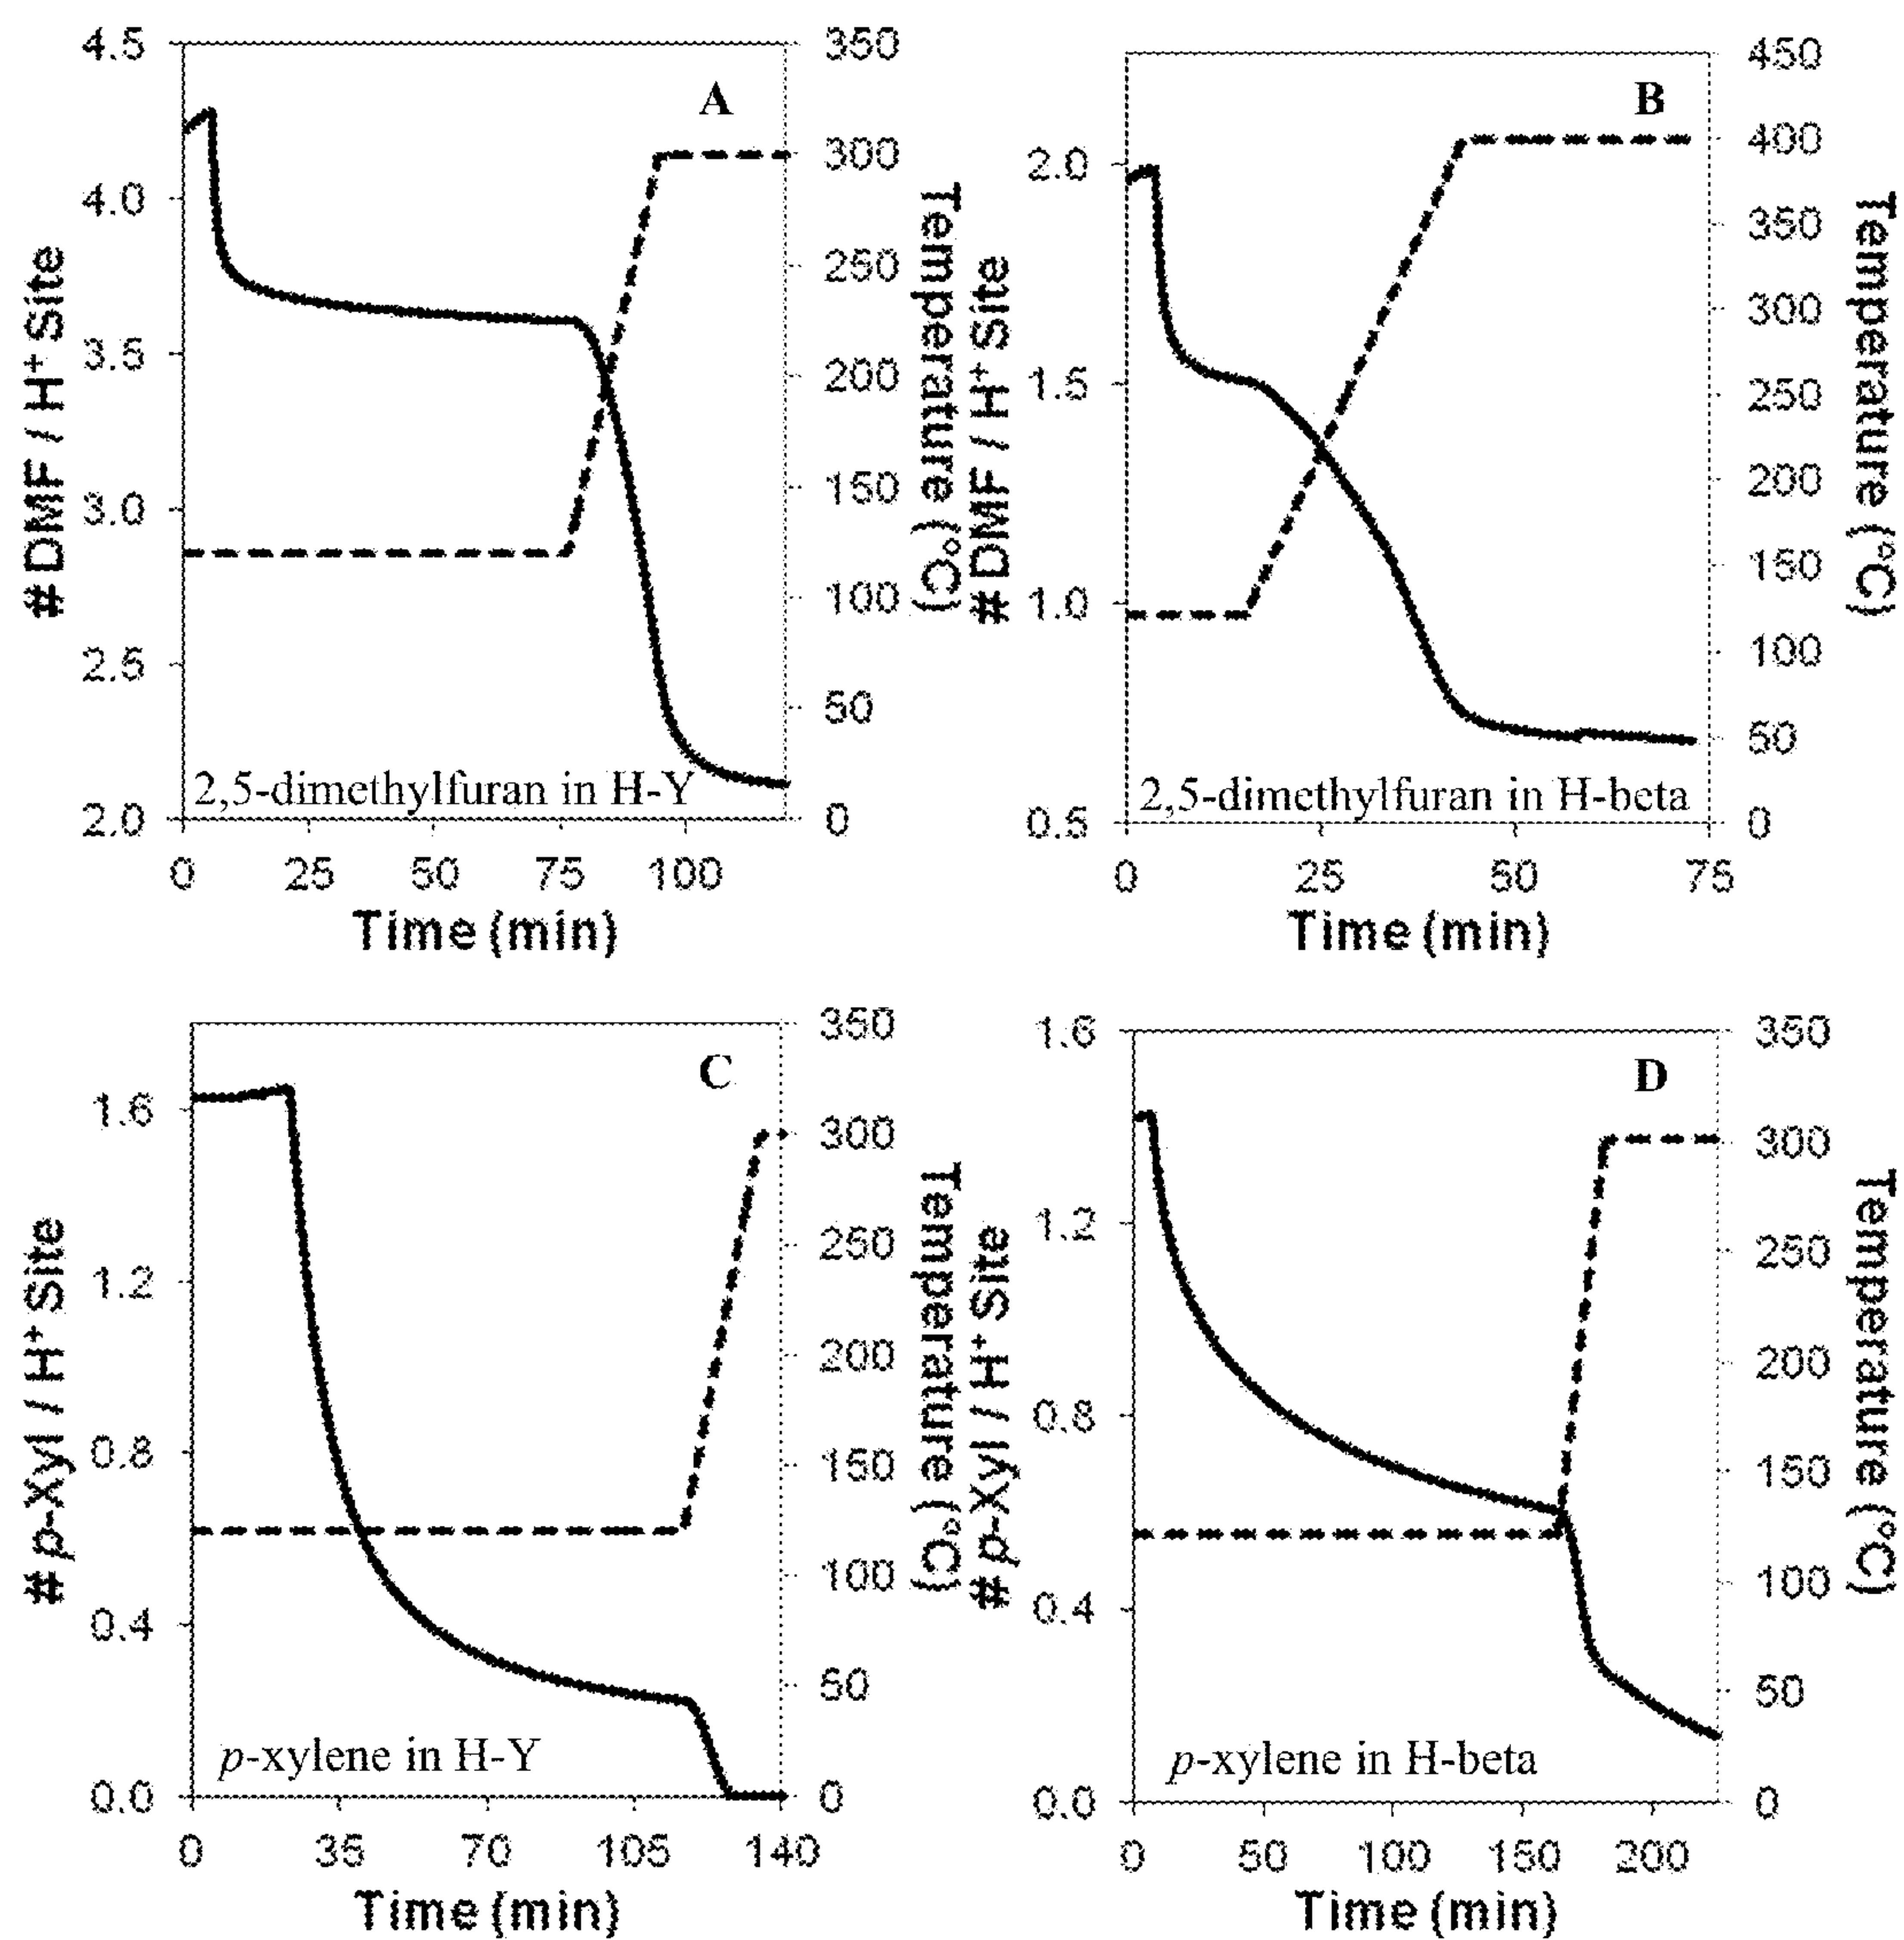 A
4.5
4.0
3.5
3.0
2.5
2.0
# DMF / H⁺ Site
350
300
250
200
150
100
50
0
Temperature (°C)
2,5-dimethylfuran in H-Y
0 25 50 75 100
Time (min)
B
2.0
1.5
1.0
0.5
# DMF / H⁺ Site
450
400
350
300
250
200
150
100
50
0
Temperature (°C)
2,5-dimethylfuran in H-beta
0 25 50 75
Time (min)
C
1.6
1.2
0.8
0.4
0.0
# p-Xyl / H⁺ Site
350
300
250
200
150
100
50
0
Temperature (°C)
p-xylene in H-Y
0 35 70 105 140
Time (min)
D
1.6
1.2
0.8
0.4
0.0
# p-Xyl / H⁺ Site
350
300
250
200
150
100
50
0
Temperature (°C)
p-xylene in H-beta
0 50 100 150 200
Time (min)